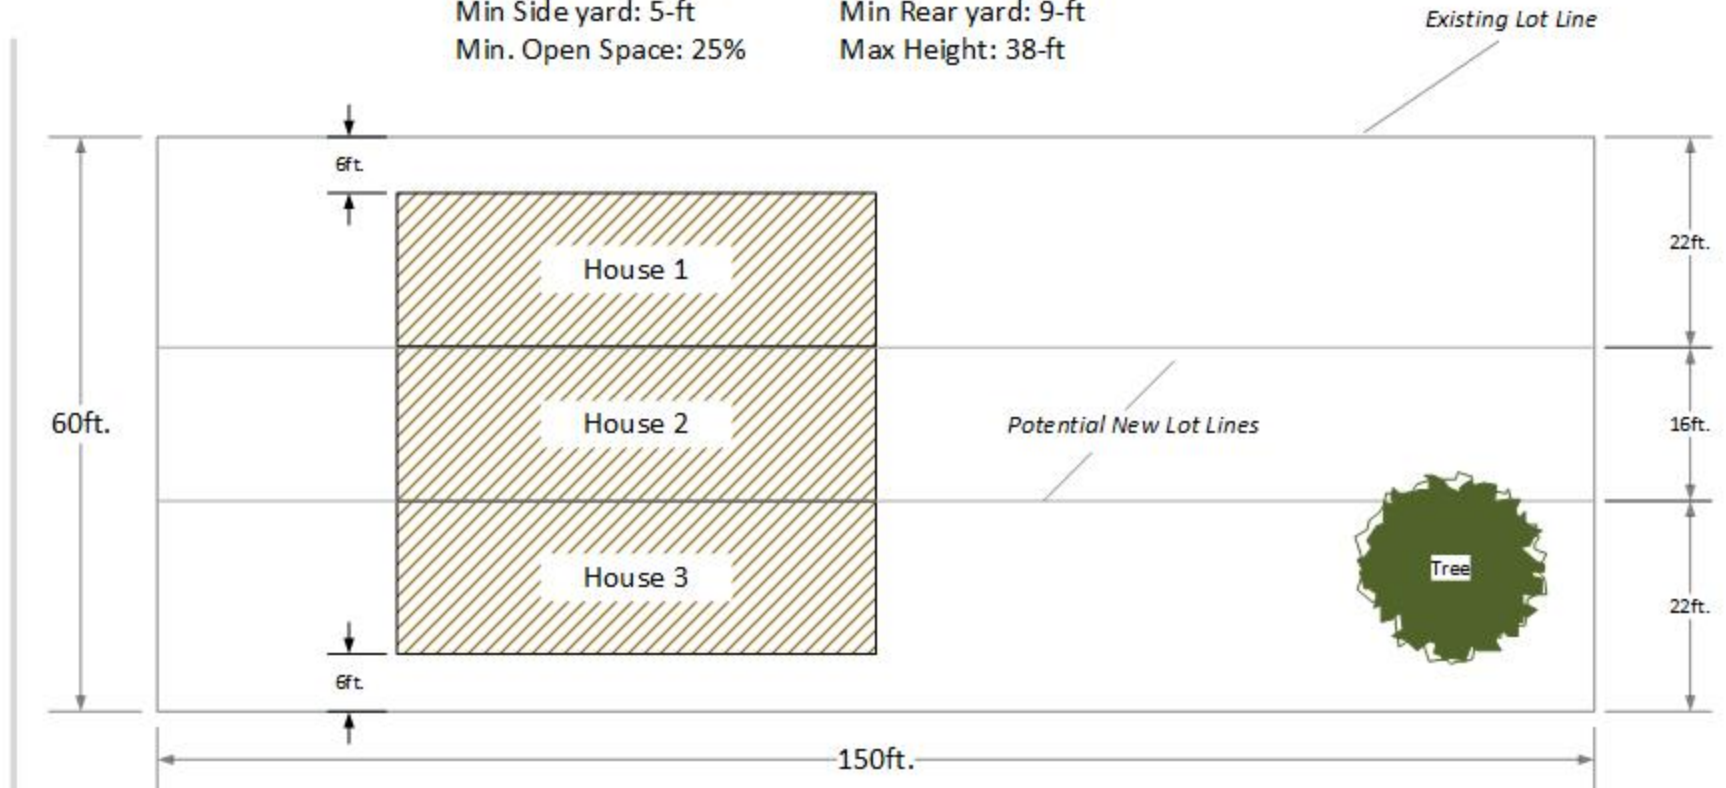 Min Side yard: 5-ft
Min Rear yard: 9-ft
Existing Lot Line
Min. Open Space: 25%
Max Height: 38-ft
6ft.
House 1
22ft.
60ft.
House 2
Potential New Lot Lines
16ft.
House 3
Tree
22ft.
6ft.
150ft.